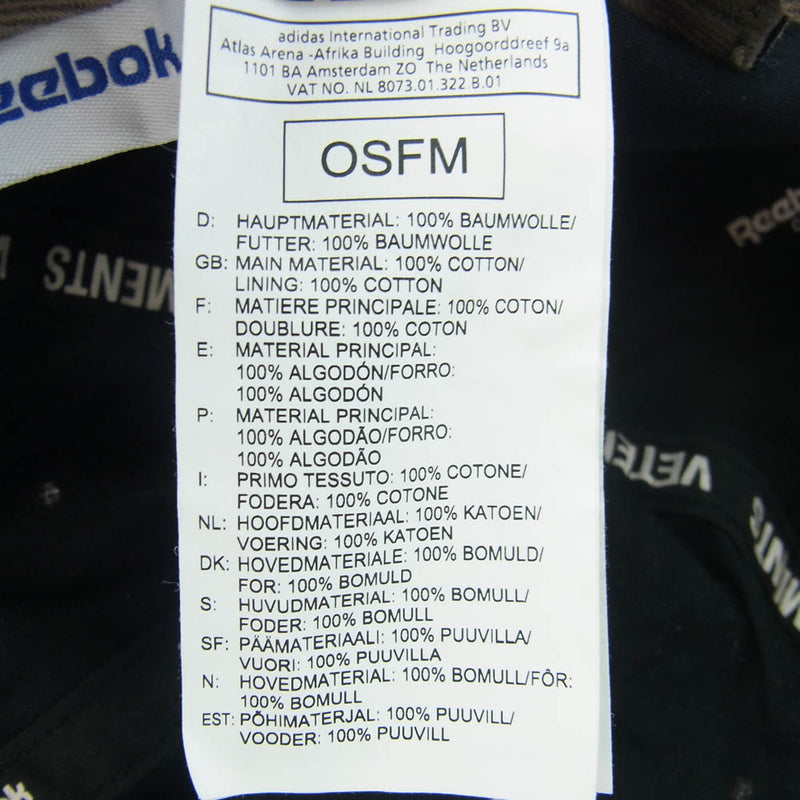 adidas International Trading BV
Atlas Arena -Afrika Building Hoogoorddreef 9a
1101 BA Amsterdam ZO The Netherlands
VAT NO. NL 8073.01.322.B.01
OSFM
D: HAUPTMATERIAL: 100% BAUMWOLLE/
FUTTER: 100% BAUMWOLLE
GB: MAIN MATERIAL: 100% COTTON/
LINING: 100% COTTON
F: MATIERE PRINCIPALE: 100% COTON/
DOUBLURE: 100% COTON
E: MATERIAL PRINCIPAL:
100% ALGODÓN/FORRO:
100% ALGODÓN
P: MATERIAL PRINCIPAL:
100% ALGODÃO/FORRO:
100% ALGODÃO
I: PRIMO TESSUTO: 100% COTONE/
FODERA: 100% COTONE
NL: HOOFDMATERIAAL: 100% KATOEN/
VOERING: 100% KATOEN
DK: HOVEDMATERIALE: 100% BOMULD/
FOR: 100% BOMULD
S: HUVUDMATERIAL: 100% BOMULL/
FODER: 100% BOMULL
SF: PÄÄMATERIAALI: 100% PUUVILLA/
VUORI: 100% PUUVILLA
N: HOVEDMATERIAL: 100% BOMULL/FÔR:
100% BOMULL
EST: PÕHIMATERJAL: 100% PUUVILL/
VOODER: 100% PUUVILL
eebok
MENTS
Reebok
VETEM
MENTS